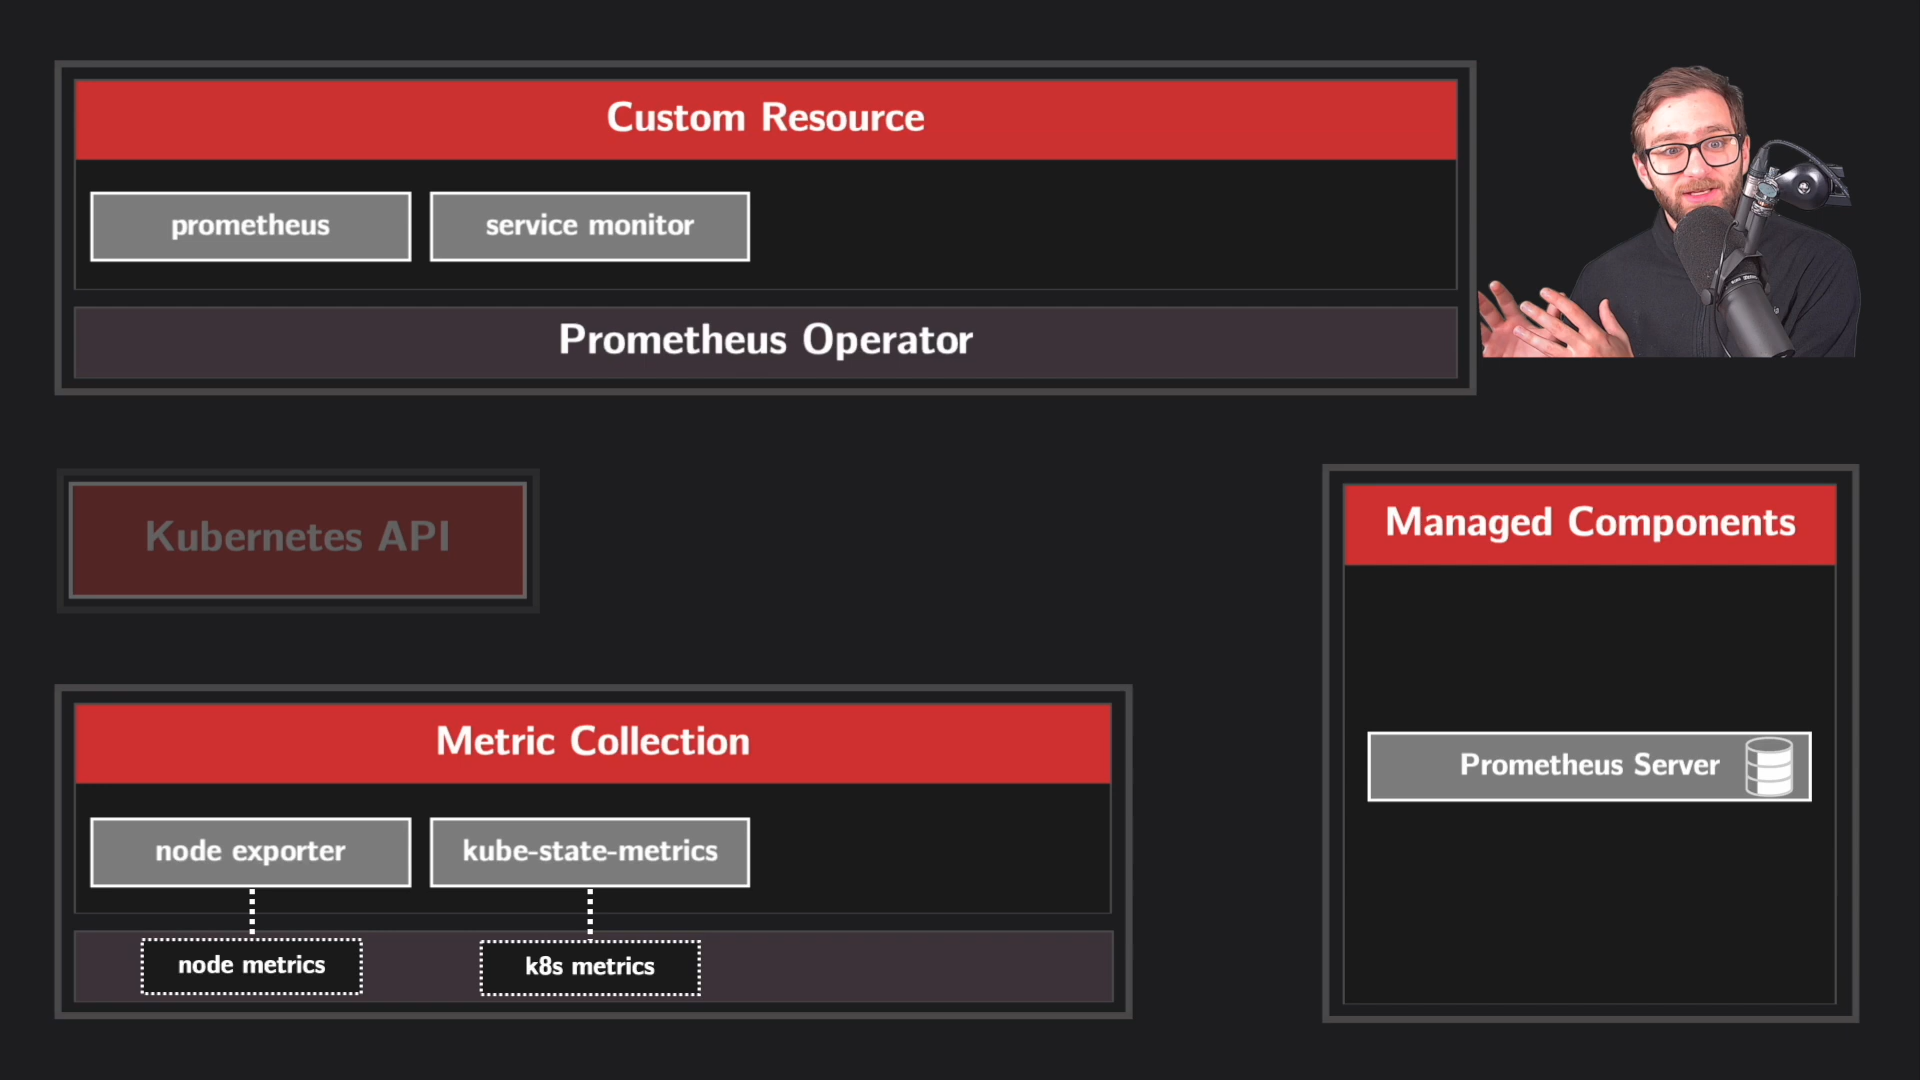 Custom Resource
prometheus
service monitor
Prometheus Operator
Kubernetes API
Managed Components
Prometheus Server
Metric Collection
node exporter
kube-state-metrics
node metrics
k8s metrics